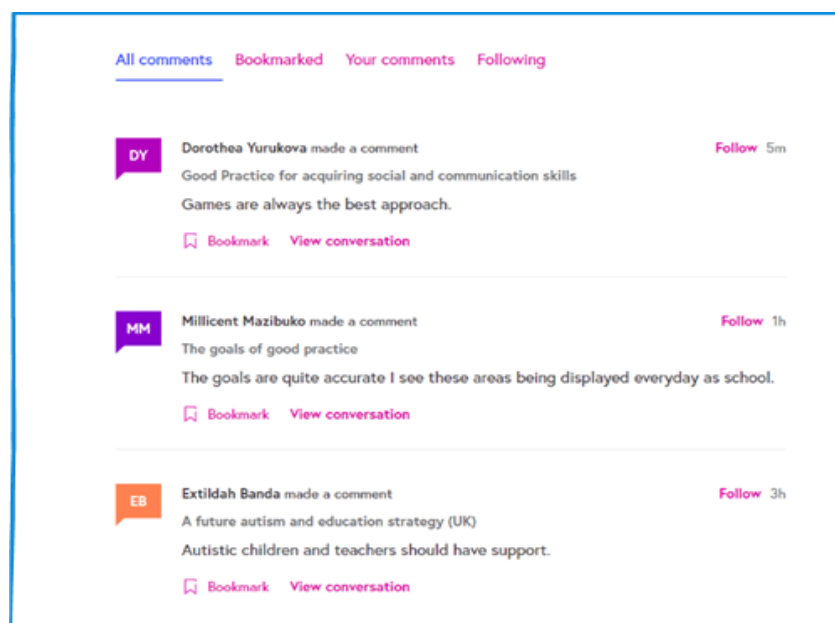 All comments Bookmarked Your comments Following
DY Dorothea Yurukova made a comment Follow 5m
Good Practice for acquiring social and communication skills
Games are always the best approach.
Bookmark View conversation
MM Millicent Mazibuko made a comment Follow 1h
The goals of good practice
The goals are quite accurate I see these areas being displayed everyday as school.
Bookmark View conversation
EB Extildah Banda made a comment Follow 3h
A future autism and education strategy (UK)
Autistic children and teachers should have support.
Bookmark View conversation